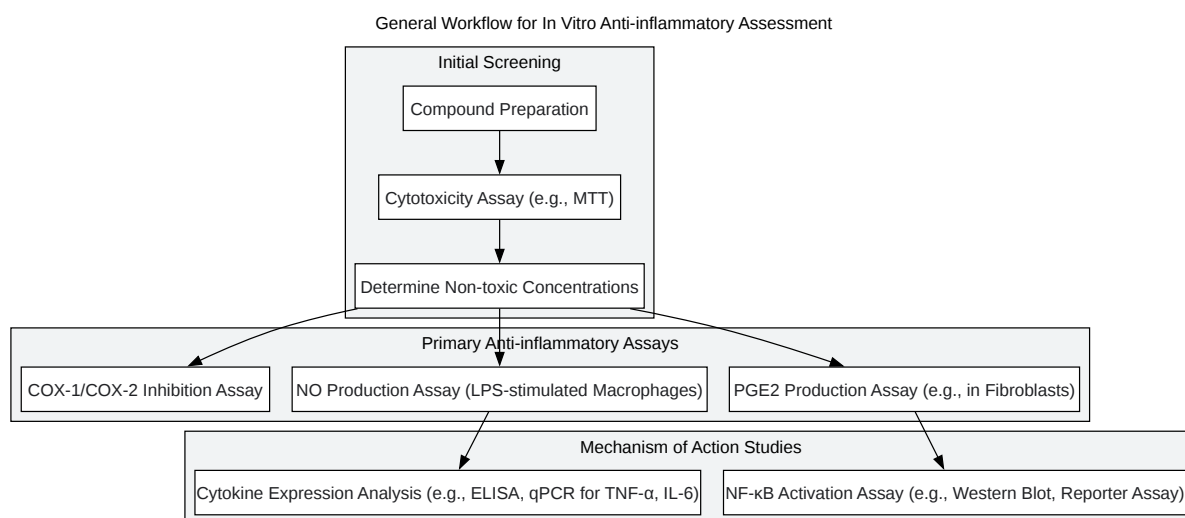 General Workflow for In Vitro Anti-inflammatory Assessment
Initial Screening
Compound Preparation
Cytotoxicity Assay (e.g., MTT)
Determine Non-toxic Concentrations
Primary Anti-inflammatory Assays
COX-1/COX-2 Inhibition Assay
NO Production Assay (LPS-stimulated Macrophages)
PGE2 Production Assay (e.g., in Fibroblasts)
Mechanism of Action Studies
Cytokine Expression Analysis (e.g., ELISA, qPCR for TNF-α, IL-6)
NF-κB Activation Assay (e.g., Western Blot, Reporter Assay)